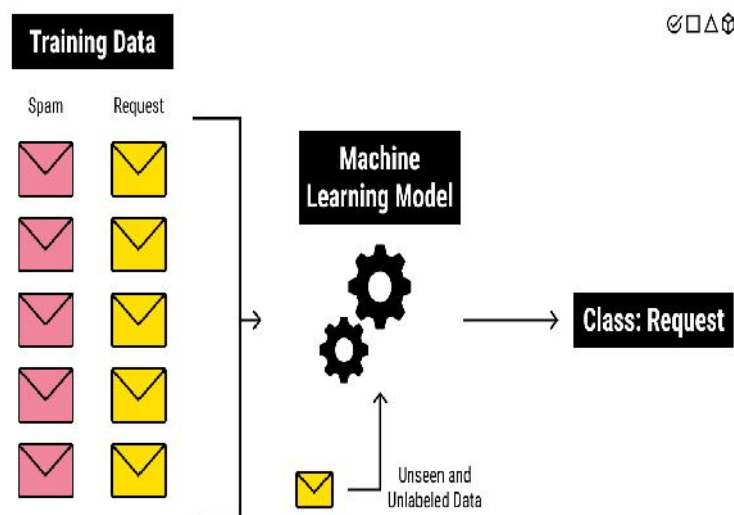 Training Data
Spam
Request
Machine
Learning Model
Class: Request
Unseen and
Unlabeled Data